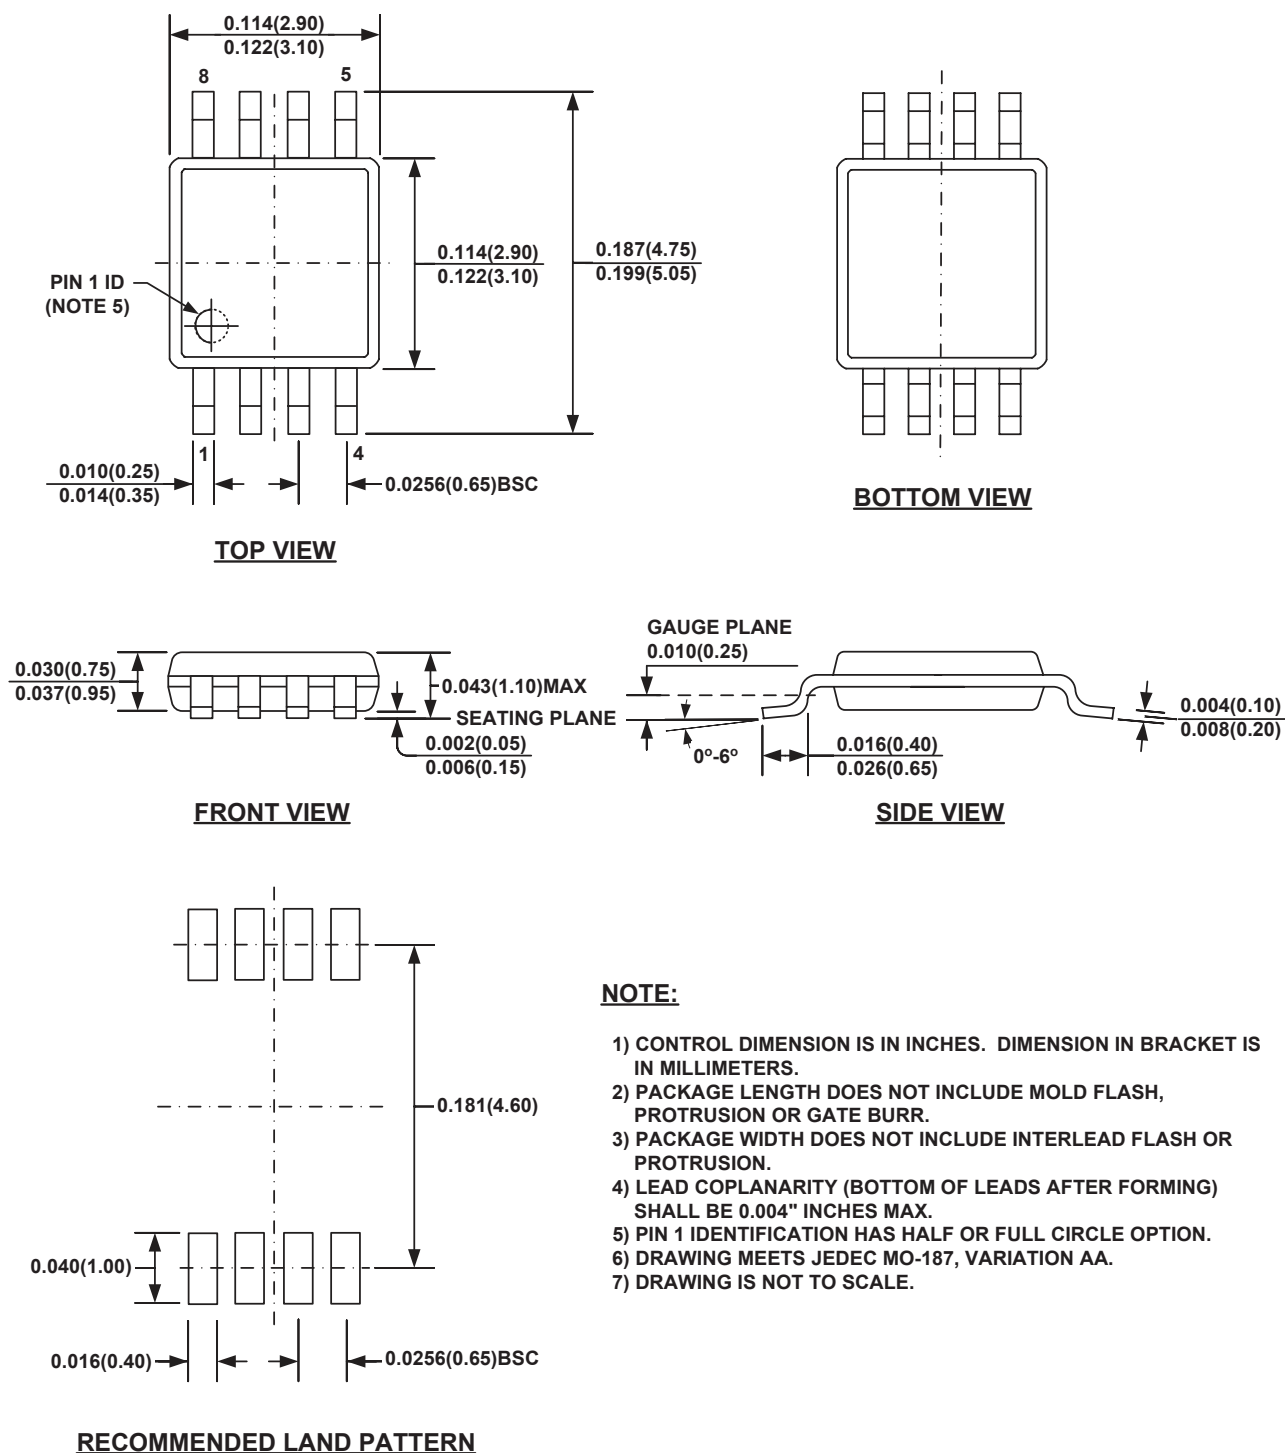 0.114(2.90)
0.122(3.10)
8
5
0.114(2.90)
0.122(3.10)
0.187(4.75)
0.199(5.05)
PIN 1 ID
(NOTE 5)
1
4
0.010(0.25)
0.014(0.35)
0.0256(0.65)BSC
TOP VIEW
BOTTOM VIEW
0.030(0.75)
0.037(0.95)
0.043(1.10)MAX
SEATING PLANE
0.002(0.05)
0.006(0.15)
FRONT VIEW
GAUGE PLANE
0.010(0.25)
0º-6º
0.016(0.40)
0.026(0.65)
0.004(0.10)
0.008(0.20)
SIDE VIEW
0.181(4.60)
0.040(1.00)
0.016(0.40)
0.0256(0.65)BSC
RECOMMENDED LAND PATTERN
NOTE:
1) CONTROL DIMENSION IS IN INCHES. DIMENSION IN BRACKET IS
IN MILLIMETERS.
2) PACKAGE LENGTH DOES NOT INCLUDE MOLD FLASH,
PROTRUSION OR GATE BURR.
3) PACKAGE WIDTH DOES NOT INCLUDE INTERLEAD FLASH OR
PROTRUSION.
4) LEAD COPLANARITY (BOTTOM OF LEADS AFTER FORMING)
SHALL BE 0.004" INCHES MAX.
5) PIN 1 IDENTIFICATION HAS HALF OR FULL CIRCLE OPTION.
6) DRAWING MEETS JEDEC MO-187, VARIATION AA.
7) DRAWING IS NOT TO SCALE.